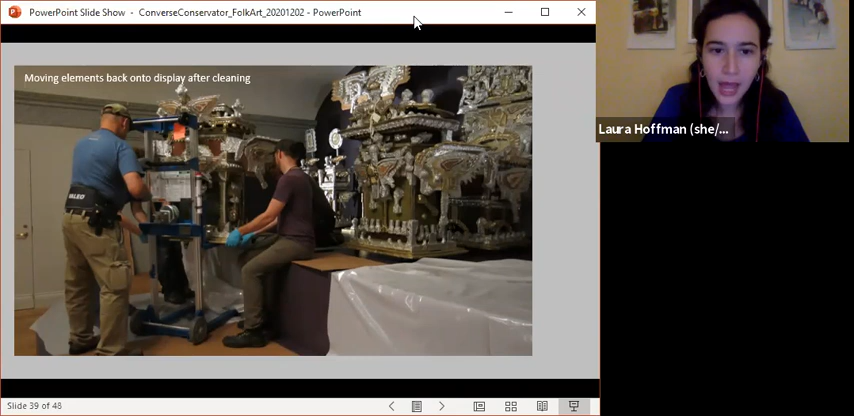 PowerPoint Slide Show - ConverseConservator_FolkArt_20201202 - PowerPoint
Moving elements back onto display after cleaning
VALEO
Laura Hoffman (she/...
Slide 39 of 48